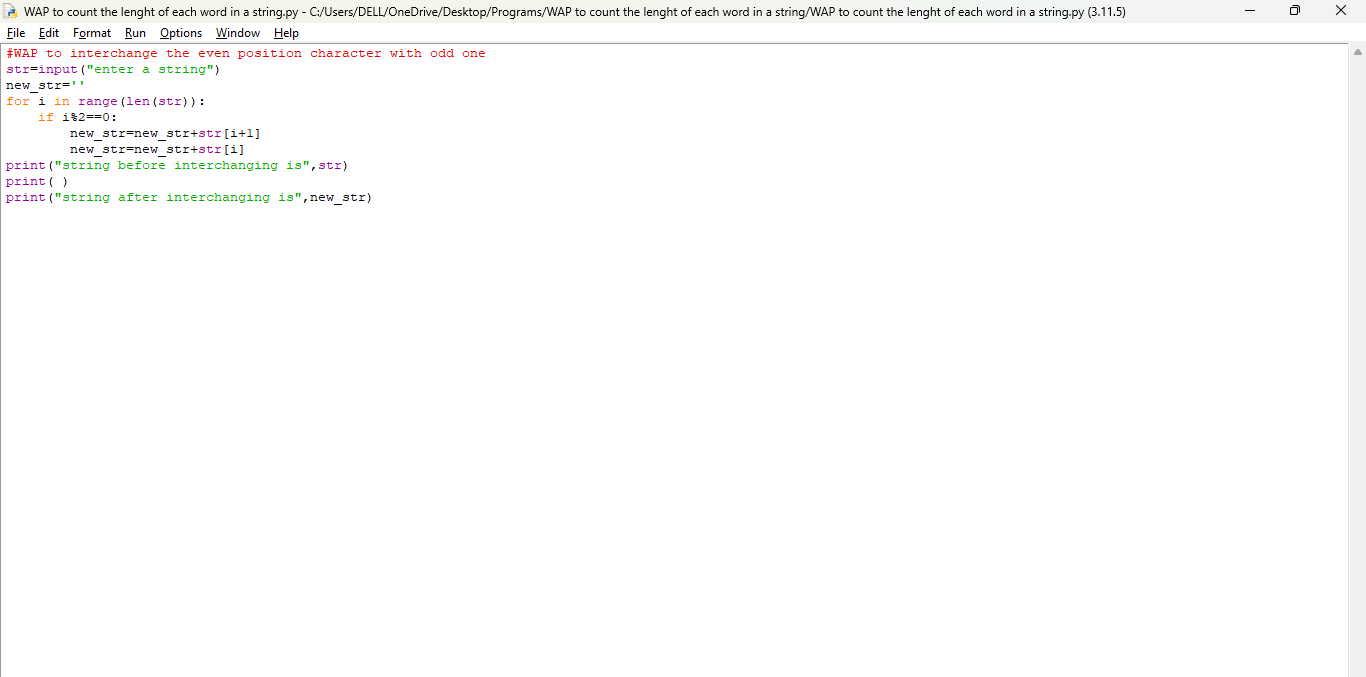 WAP to count the lenght of each word in a string.py - C:/Users/DELL/OneDrive/Desktop/Programs/WAP to count the lenght of each word in a string/WAP to count the lenght of each word in a string.py (3.11.5)
File Edit Format Run Options Window Help
#WAP to interchange the even position character with odd one
str=input("enter a string")
new_str=''
for i in range(len(str)):
    if i%2==0:
        new_str=new_str+str[i+1]
        new_str=new_str+str[i]
print("string before interchanging is",str)
print( )
print("string after interchanging is",new_str)